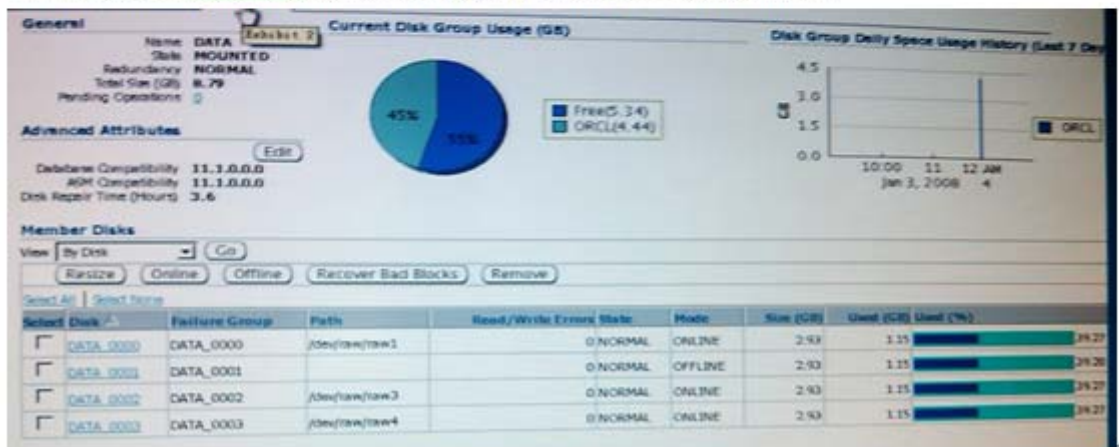 General
Exhibit 2
Name DATA
State MOUNTED
Redundancy NORMAL
Total Size (GB) 8.79
Pending Operations 0
Advanced Attributes
Edit
Database Compatibility 11.1.0.0.0
ASM Compatibility 11.1.0.0.0
Disk Repair Time (Hours) 3.6
Current Disk Group Usage (GB)
45%
55%
Free(5.34)
ORCL(4.44)
Disk Group Daily Space Usage History (Last 7 Day
4.5
3.0
1.5
0.0
10:00 11 12 AM
Jan 3, 2008 4
ORCL
Member Disks
View By Disk Go
Resize Online Offline Recover Bad Blocks Remove
Select All | Select None
Select Disk Failure Group Path Read/Write Errors State Mode Size (GB) Used (GB) Used (%)
DATA_0000 DATA_0000 /dev/raw/raw1 0 NORMAL ONLINE 2.93 1.15 39.27
DATA_0001 DATA_0001 0 NORMAL OFFLINE 2.93 1.15
DATA_0002 DATA_0002 /dev/raw/raw3 0 NORMAL ONLINE 2.93 1.15 39.27
DATA_0003 DATA_0003 /dev/raw/raw4 0 NORMAL ONLINE 2.93 1.15 39.27